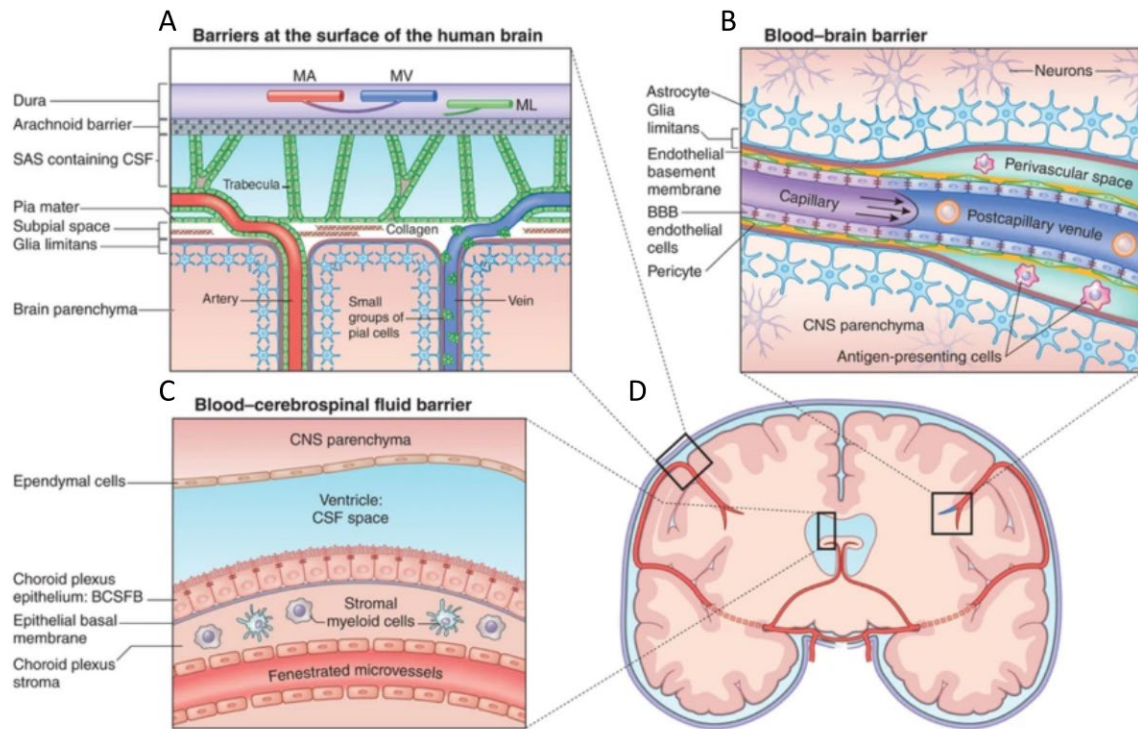 A
Barriers at the surface of the human brain
MA
MV
ML
Dura
Arachnoid barrier
SAS containing CSF
Trabecula
Pia mater
Subpial space
Collagen
Glia limitans
Brain parenchyma
Artery
Small
groups of
pial cells
Vein
B
Blood–brain barrier
Neurons
Astrocyte
Glia
limitans
Endothelial
basement
membrane
Perivascular space
Capillary
BBB
endothelial
cells
Postcapillary venule
Pericyte
CNS parenchyma
Antigen-presenting cells
C
Blood–cerebrospinal fluid barrier
CNS parenchyma
Ependymal cells
Ventricle:
CSF space
Choroid plexus
epithelium: BCSFB
Epithelial basal
membrane
Stromal
myeloid cells
Choroid plexus
stroma
Fenestrated microvessels
D